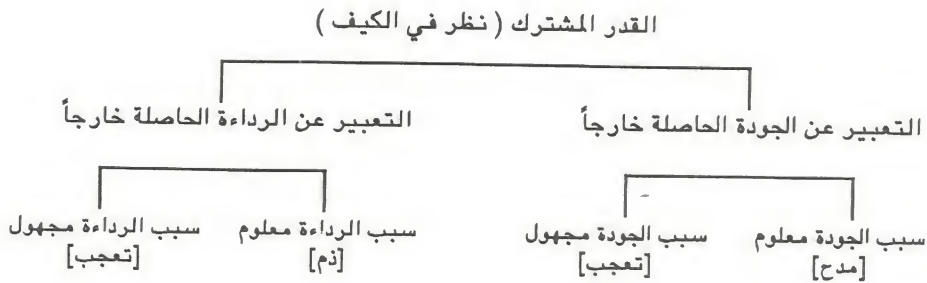 القدر المشترك ( نظر في الكيف )
التعبير عن الجودة الحاصلة خارجاً
التعبير عن الرداءة الحاصلة خارجاً
سبب الجودة معلوم
[مدح]
سبب الجودة مجهول
[تعجب]
سبب الرداءة معلوم
[ذم]
سبب الرداءة مجهول
[تعجب]